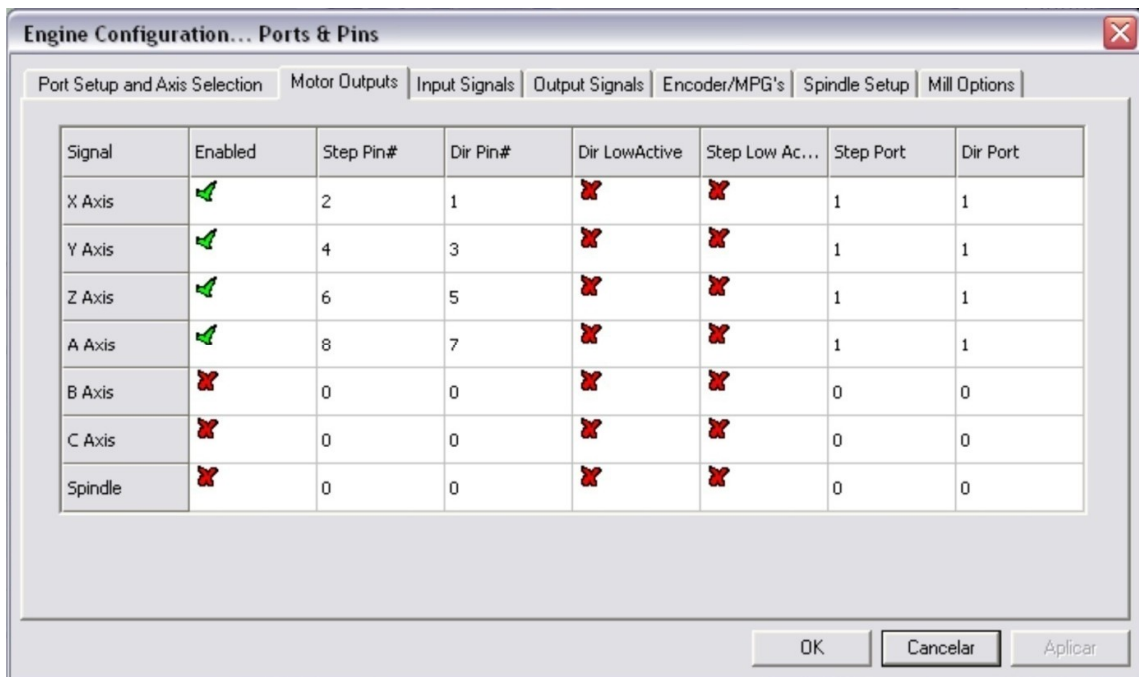 Engine Configuration... Ports & Pins
Port Setup and Axis Selection Motor Outputs Input Signals Output Signals Encoder/MPG's Spindle Setup Mill Options
Signal Enabled Step Pin# Dir Pin# Dir LowActive Step Low Ac... Step Port Dir Port
X Axis 2 1 1 1
Y Axis 4 3 1 1
Z Axis 6 5 1 1
A Axis 8 7 1 1
B Axis 0 0 0 0
C Axis 0 0 0 0
Spindle 0 0 0 0
OK Cancelar Aplicar